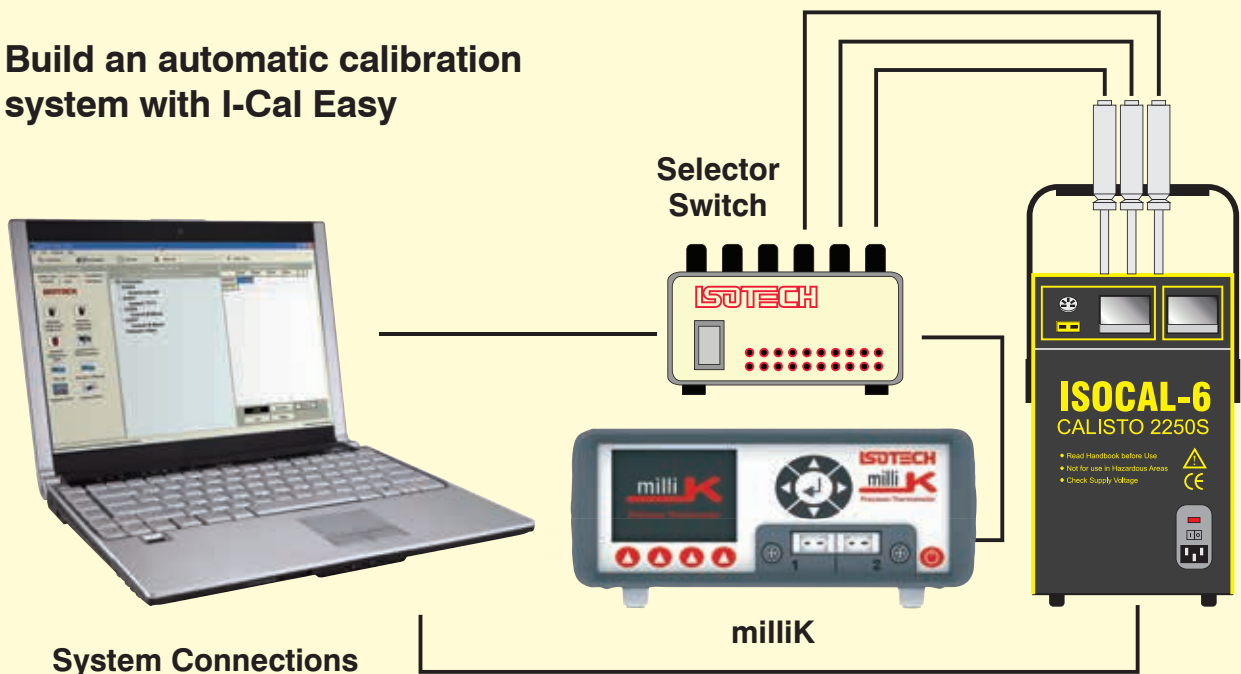 Build an automatic calibration
system with I-Cal Easy
Selector
Switch
ISOTECH
ISOTECH
milli K
milli K
Precision Thermometer
1
2
milliK
ISOCAL-6
CALISTO 2250S
• Read Handbook before Use
• Not for use in Hazardous Areas
• Check Supply Voltage
CE
I O
System Connections